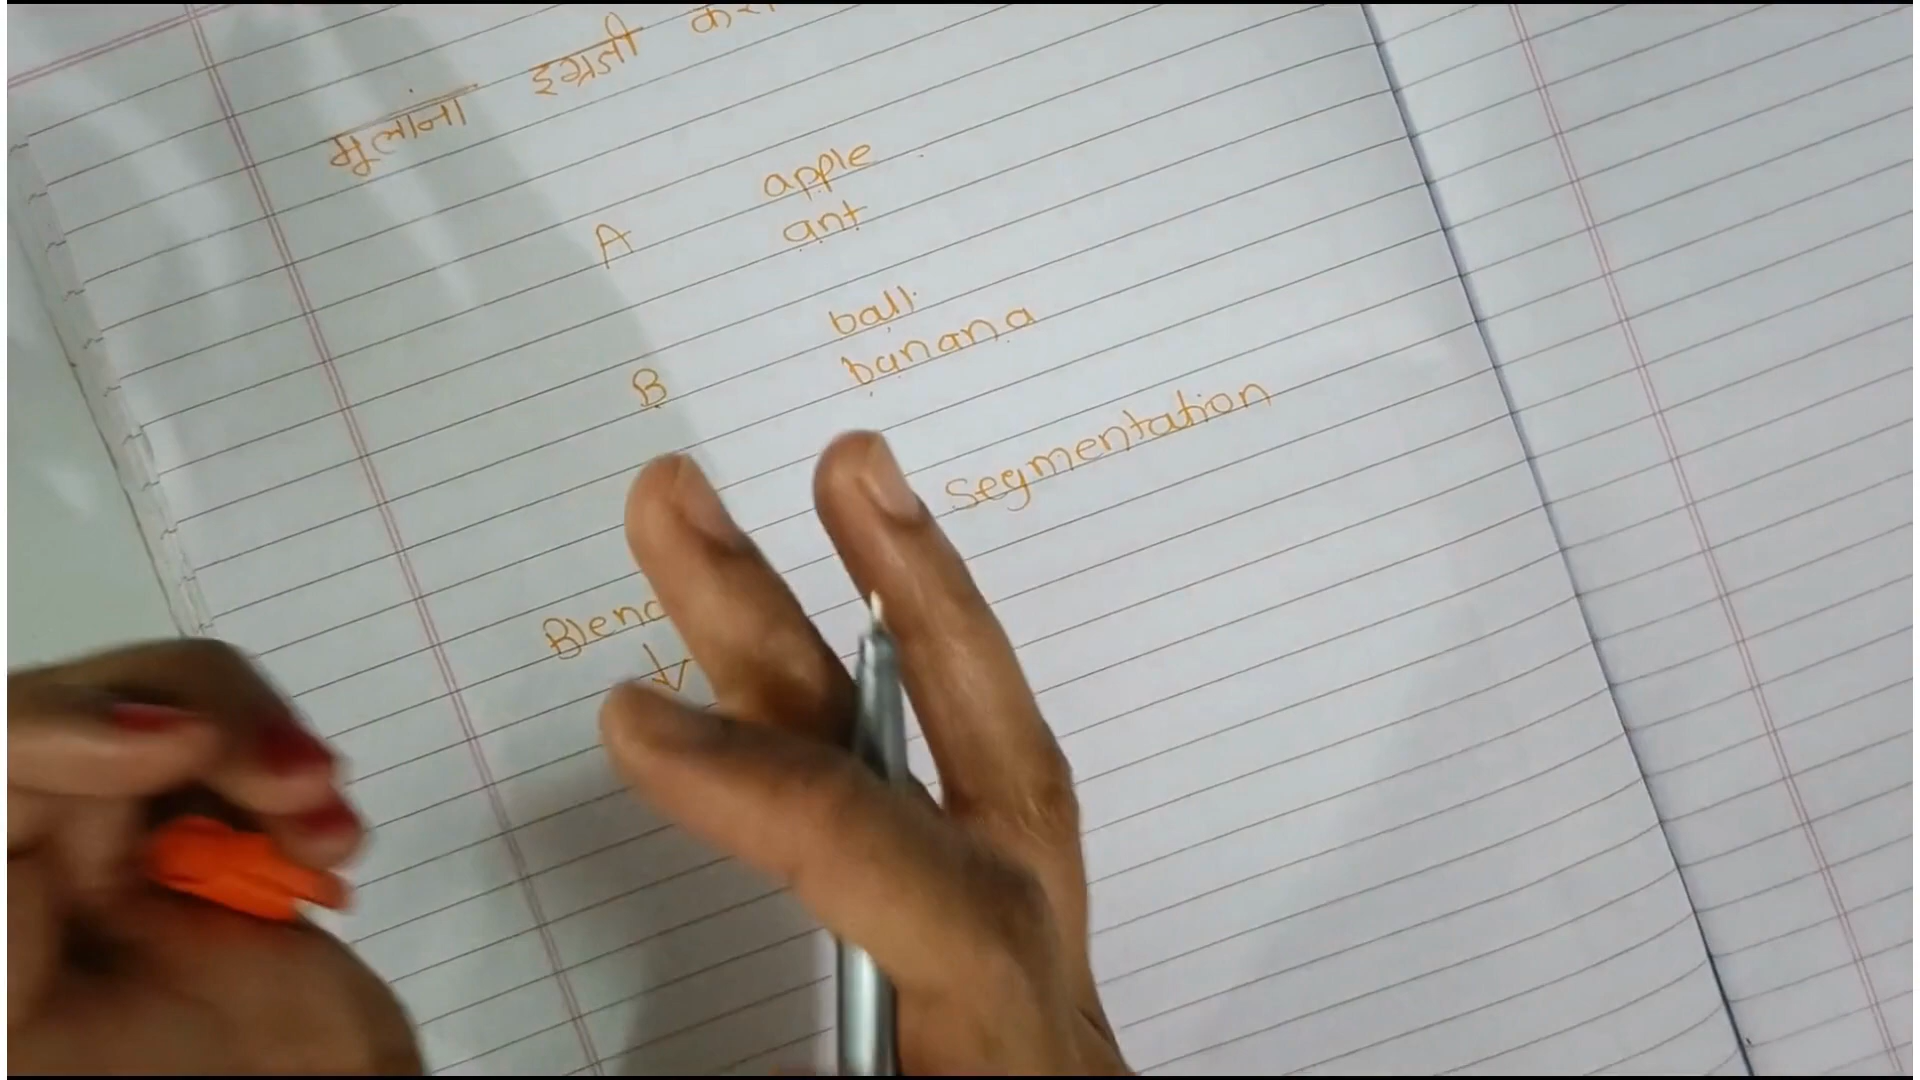 मूलांना इंग्रजी
A apple
ant
ball
B banana
Segmentation
Blend